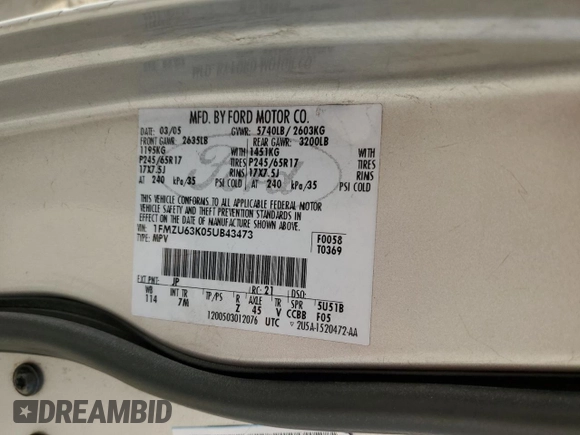 MFD. BY FORD MOTOR CO.
DATE: 03/05 GVWR: 5740LB/2603KG
FRONT GAWR: 2635LB REAR GAWR: 3200LB
1195KG WITH 1451KG WITH
P245/65R17 TIRES P245/65R17 TIRES
17X7.5J RIMS 17X7.5J RIMS
AT 240 kPa/35 PSI COLD AT 240 kPa/35 PSI COLD
Ford
THIS VEHICLE CONFORMS TO ALL APPLICABLE FEDERAL MOTOR
VEHICLE SAFETY AND THEFT PREVENTION STANDARDS IN
EFFECT ON THE DATE OF MANUFACTURE SHOWN ABOVE.
VIN: 1FMZU63K05UB43473 F0058
TYPE: MPV T0369
EXT PNT: JP RC: 21 DSO:
WB INT TR TP/PS R AXLE TR SPR 5U51B
114 7M Z 45 V CCBB F05
1200503012076 UTC 2U5A-1520472-AA
DREAMBID